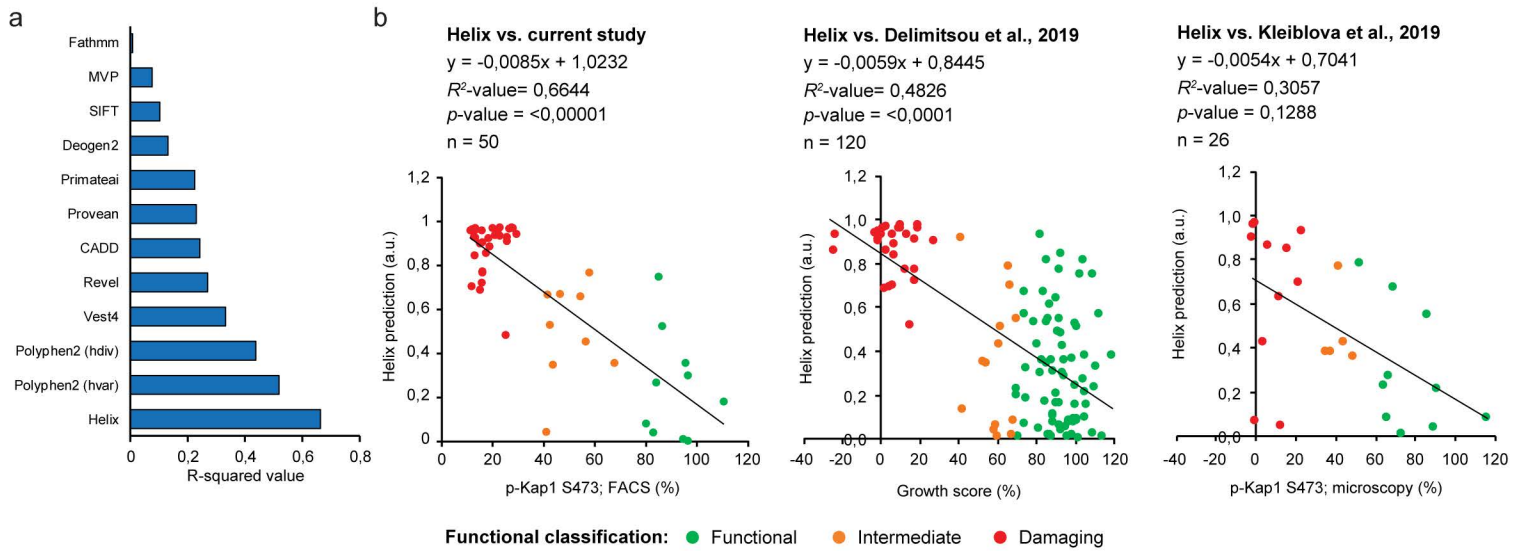 a
Fathmm
MVP
SIFT
Deogen2
Primateai
Provean
CADD
Revel
Vest4
Polyphen2 (hdiv)
Polyphen2 (hvar)
Helix
0 0,2 0,4 0,6 0,8
R-squared value
b
Helix vs. current study
y = -0,0085x + 1,0232
R²-value= 0,6644
p-value = <0,00001
n = 50
1,2
1
0,8
0,6
0,4
0,2
0
Helix prediction (a.u.)
0 20 40 60 80 100 120
p-Kap1 S473; FACS (%)
Helix vs. Delimitsou et al., 2019
y = -0,0059x + 0,8445
R²-value= 0,4826
p-value = <0,0001
n = 120
1,2
1,0
0,8
0,6
0,4
0,2
0,0
Helix prediction (a.u.)
-40 -20 0 20 40 60 80 100 120
Growth score (%)
Helix vs. Kleiblova et al., 2019
y = -0,0054x + 0,7041
R²-value= 0,3057
p-value = 0,1288
n = 26
1,2
1,0
0,8
0,6
0,4
0,2
0,0
Helix prediction (a.u.)
-40 -20 0 20 40 60 80 100 120
p-Kap1 S473; microscopy (%)
Functional classification: Functional Intermediate Damaging